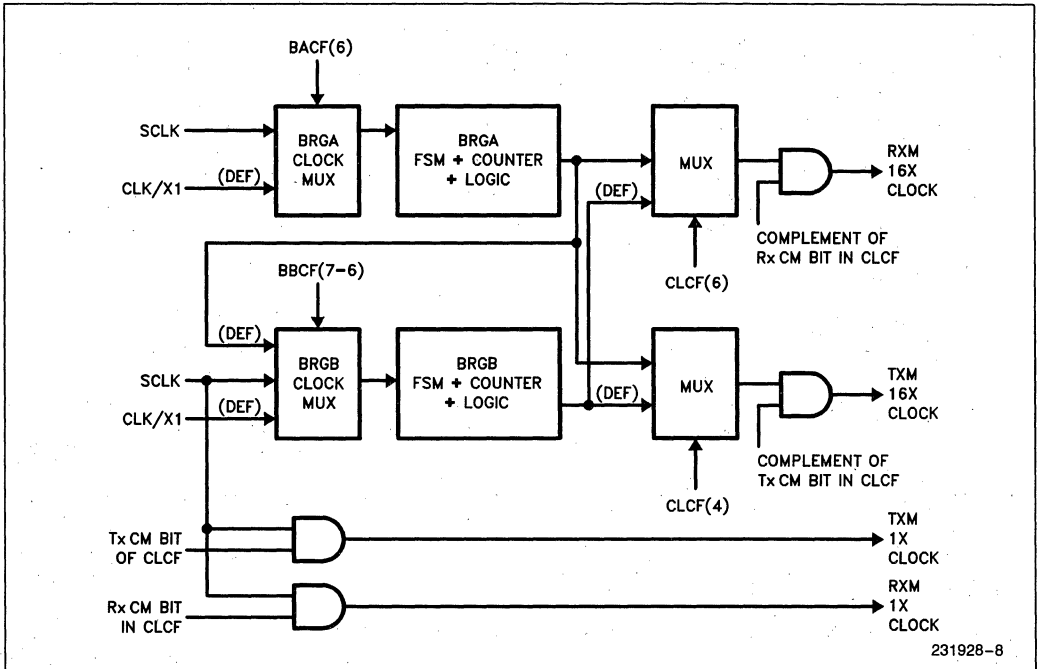 BACF(6)
SCLK
CLK/X1
(DEF)
BRGA
CLOCK
MUX
BRGA
FSM + COUNTER
+ LOGIC
MUX
(DEF)
RXM
16X
CLOCK
COMPLEMENT OF
Rx CM BIT IN CLCF
CLCF(6)
BBCF(7-6)
(DEF)
SCLK
CLK/X1
(DEF)
BRGB
CLOCK
MUX
BRGB
FSM + COUNTER
+ LOGIC
MUX
(DEF)
TXM
16X
CLOCK
COMPLEMENT OF
Tx CM BIT IN CLCF
CLCF(4)
Tx CM BIT
OF CLCF
TXM
1X
CLOCK
Rx CM BIT
IN CLCF
RXM
1X
CLOCK
231928-8